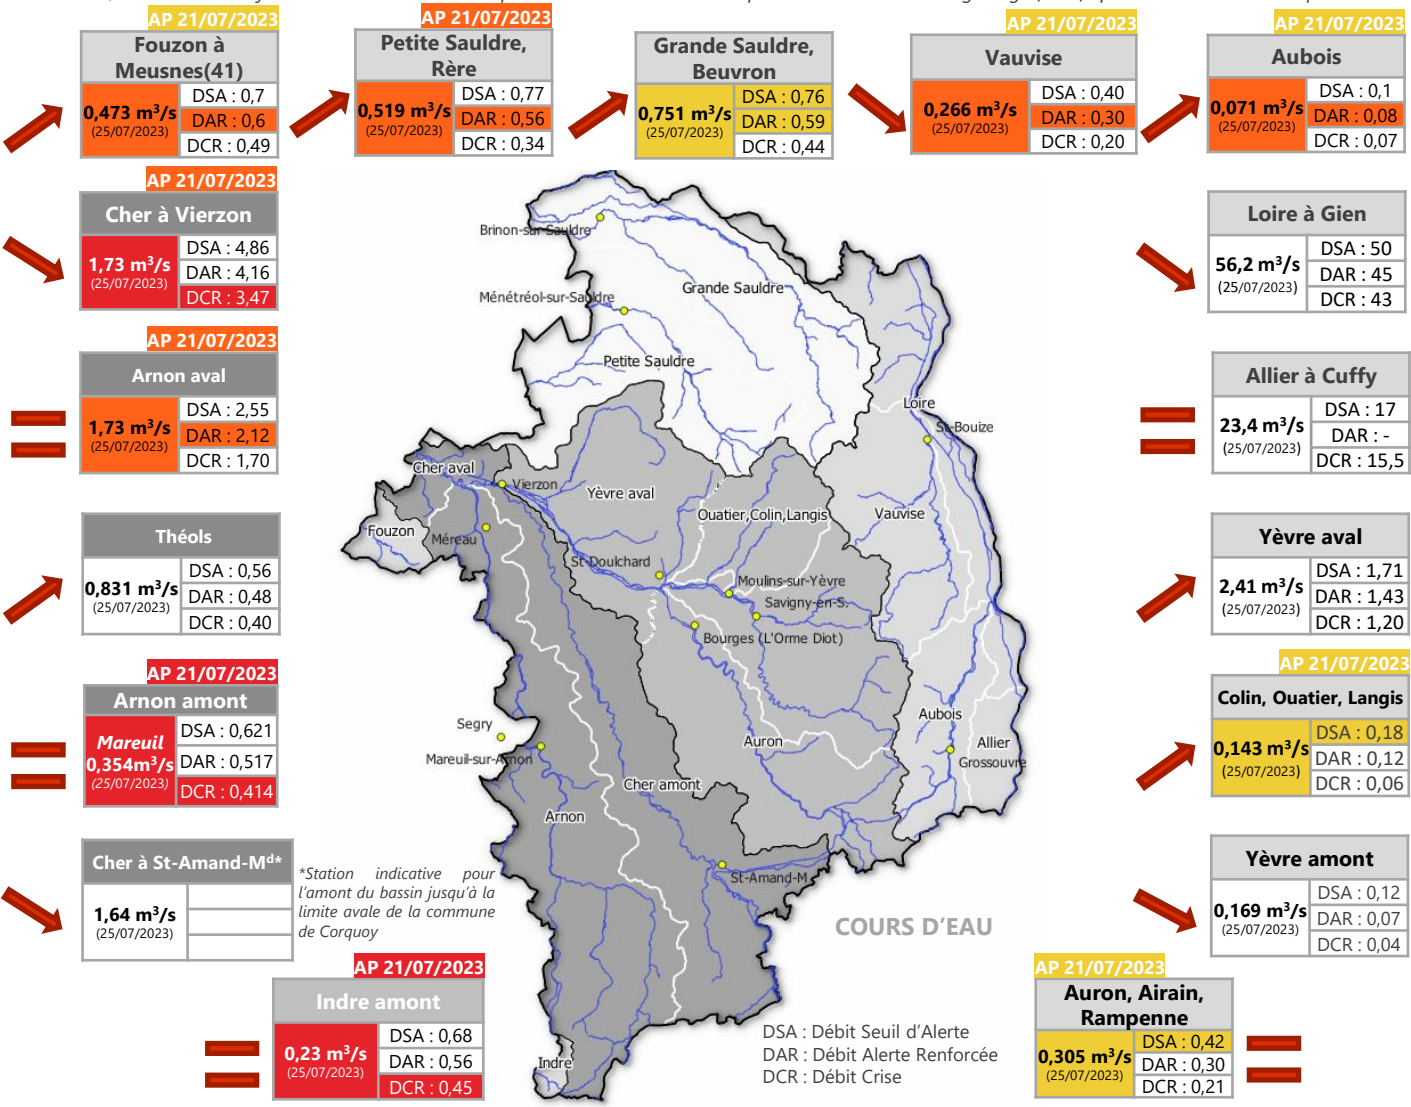 AP 21/07/2023
Fouzon à
Meusnes(41)
0,473 m³/s
(25/07/2023)
DSA : 0,7
DAR : 0,6
DCR : 0,49
AP 21/07/2023
Petite Sauldre,
Rère
0,519 m³/s
(25/07/2023)
DSA : 0,77
DAR : 0,56
DCR : 0,34
Grande Sauldre,
Beuvron
0,751 m³/s
(25/07/2023)
DSA : 0,76
DAR : 0,59
DCR : 0,44
AP 21/07/2023
Vauvise
0,266 m³/s
(25/07/2023)
DSA : 0,40
DAR : 0,30
DCR : 0,20
AP 21/07/2023
Aubois
0,071 m³/s
(25/07/2023)
DSA : 0,1
DAR : 0,08
DCR : 0,07
AP 21/07/2023
Cher à Vierzon
1,73 m³/s
(25/07/2023)
DSA : 4,86
DAR : 4,16
DCR : 3,47
Loire à Gien
56,2 m³/s
(25/07/2023)
DSA : 50
DAR : 45
DCR : 43
AP 21/07/2023
Arnon aval
1,73 m³/s
(25/07/2023)
DSA : 2,55
DAR : 2,12
DCR : 1,70
Allier à Cuffy
23,4 m³/s
(25/07/2023)
DSA : 17
DAR : -
DCR : 15,5
Théols
0,831 m³/s
(25/07/2023)
DSA : 0,56
DAR : 0,48
DCR : 0,40
Yèvre aval
2,41 m³/s
(25/07/2023)
DSA : 1,71
DAR : 1,43
DCR : 1,20
AP 21/07/2023
Arnon amont
Mareuil
0,354m³/s
(25/07/2023)
DSA : 0,621
DAR : 0,517
DCR : 0,414
AP 21/07/2023
Colin, Ouatier, Langis
0,143 m³/s
(25/07/2023)
DSA : 0,18
DAR : 0,12
DCR : 0,06
Cher à St-Amand-Mᵈ*
1,64 m³/s
(25/07/2023)
*Station indicative pour
l'amont du bassin jusqu'à la
limite avale de la commune
de Corquoy
Yèvre amont
0,169 m³/s
(25/07/2023)
DSA : 0,12
DAR : 0,07
DCR : 0,04
AP 21/07/2023
Indre amont
0,23 m³/s
(25/07/2023)
DSA : 0,68
DAR : 0,56
DCR : 0,45
AP 21/07/2023
Auron, Airain,
Rampenne
0,305 m³/s
(25/07/2023)
DSA : 0,42
DAR : 0,30
DCR : 0,21
Brinon-sur-Sauldre
Grande Sauldre
Ménétréol-sur-Sauldre
Petite Sauldre
Loire
St-Bouize
Cher aval
Vierzon
Yèvre aval
Ouatier,Colin,Langis
Vauvise
Fouzon
Méreau
St-Doulchard
Moulins-sur-Yèvre
Savigny-en-S.
Bourges (L'Orme Diot)
Segry
Mareuil-sur-Arnon
Auron
Aubois
Allier
Grossouvre
Cher amont
Arnon
St-Amand-M
Indre
COURS D'EAU
DSA : Débit Seuil d'Alerte
DAR : Débit Alerte Renforcée
DCR : Débit Crise